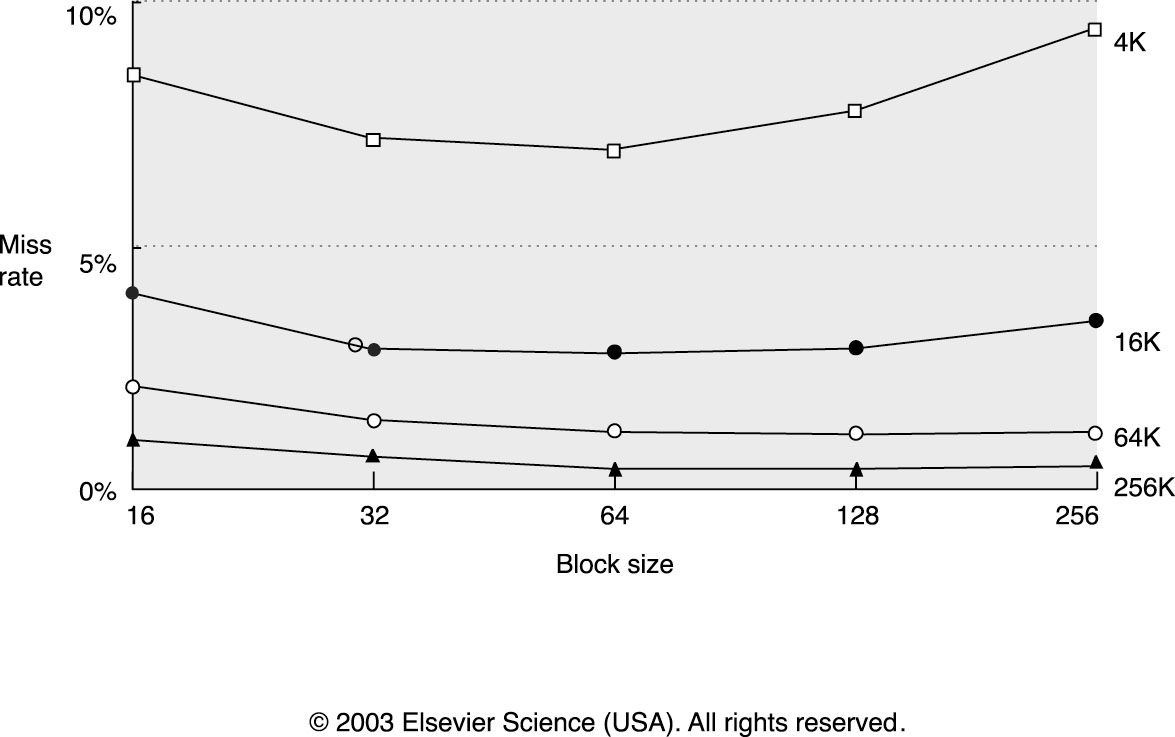 10%
4K
Miss
rate
5%
16K
64K
256K
0%
16 32 64 128 256
Block size
© 2003 Elsevier Science (USA). All rights reserved.